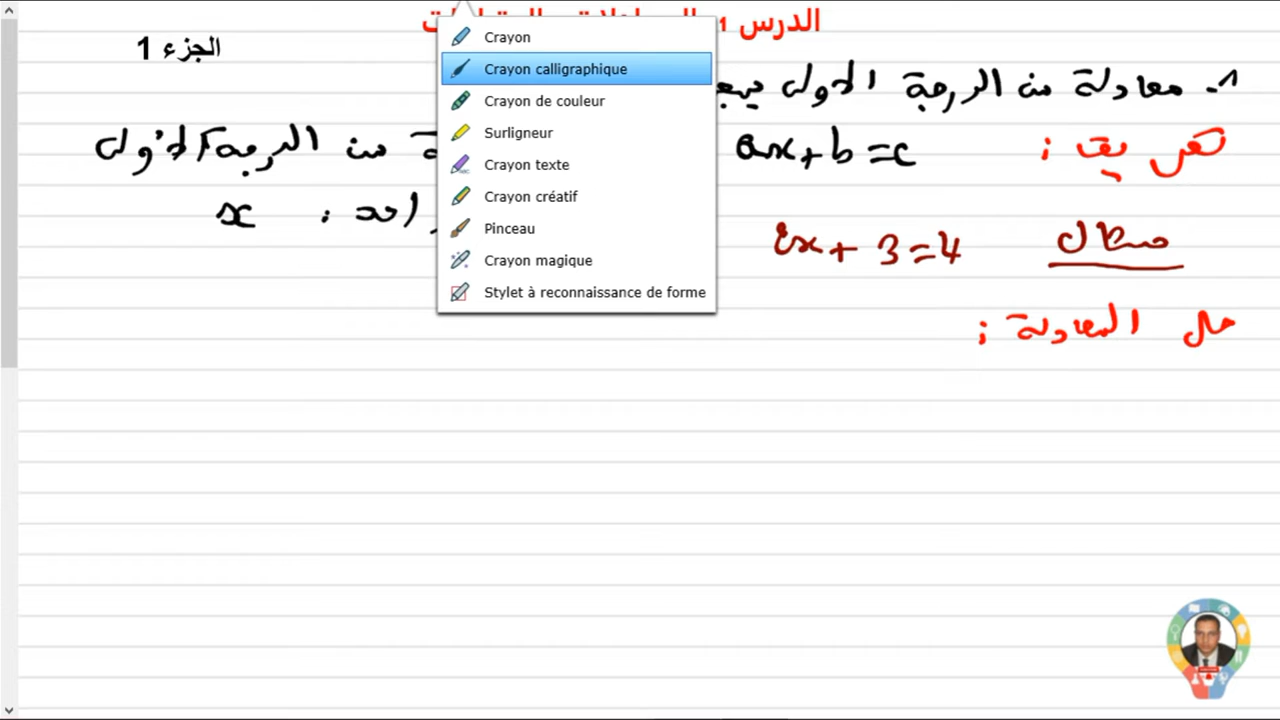 الدرس 1
الجزء 1
1. معادلة من الدرجة الأولى
تعريف :
ax+b=c
من الدرجة الأولى
واحد : x
مثال
2x+3=4
حل المعادلة :
Crayon
Crayon calligraphique
Crayon de couleur
Surligneur
Crayon texte
Crayon créatif
Pinceau
Crayon magique
Stylet à reconnaissance de forme